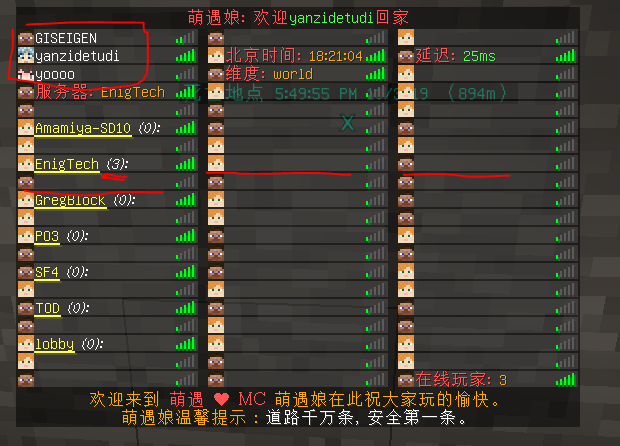 萌遇娘: 欢迎yanzidetudi回家
GISEIGEN
yanzidetudi 北京时间: 18:21:04 延迟: 25ms
yoooo 维度: world
服务器: EnigTech
地点 5:49:55 PM 19 (894m)
X
Amamiya-SD10 (0):
EnigTech (3):
GregBlock (0):
PO3 (0):
SF4 (0):
TOD (0):
lobby (0):
在线玩家: 3
欢迎来到 萌遇 ♥ MC 萌遇娘在此祝大家玩的愉快。
萌遇娘温馨提示：道路千万条,安全第一条。